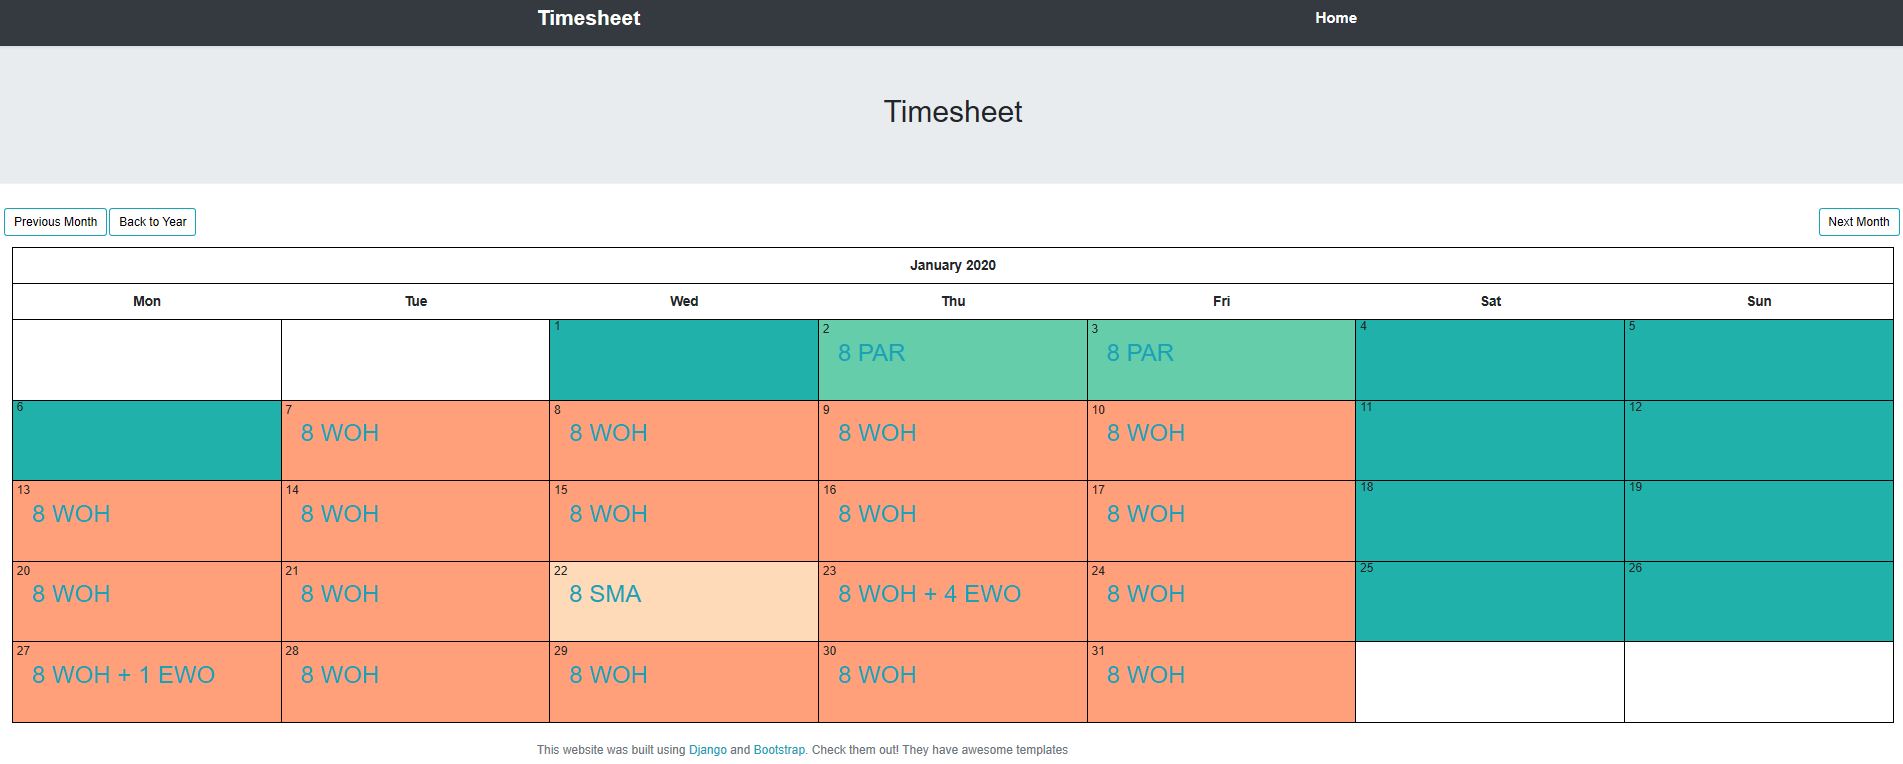 Timesheet Home
Timesheet
Previous Month Back to Year Next Month
January 2020
Mon Tue Wed Thu Fri Sat Sun
1 2 3 4 5
8 PAR 8 PAR
6 7 8 9 10 11 12
8 WOH 8 WOH 8 WOH 8 WOH
13 14 15 16 17 18 19
8 WOH 8 WOH 8 WOH 8 WOH 8 WOH
20 21 22 23 24 25 26
8 WOH 8 WOH 8 SMA 8 WOH + 4 EWO 8 WOH
27 28 29 30 31
8 WOH + 1 EWO 8 WOH 8 WOH 8 WOH 8 WOH
This website was built using Django and Bootstrap. Check them out! They have awesome templates